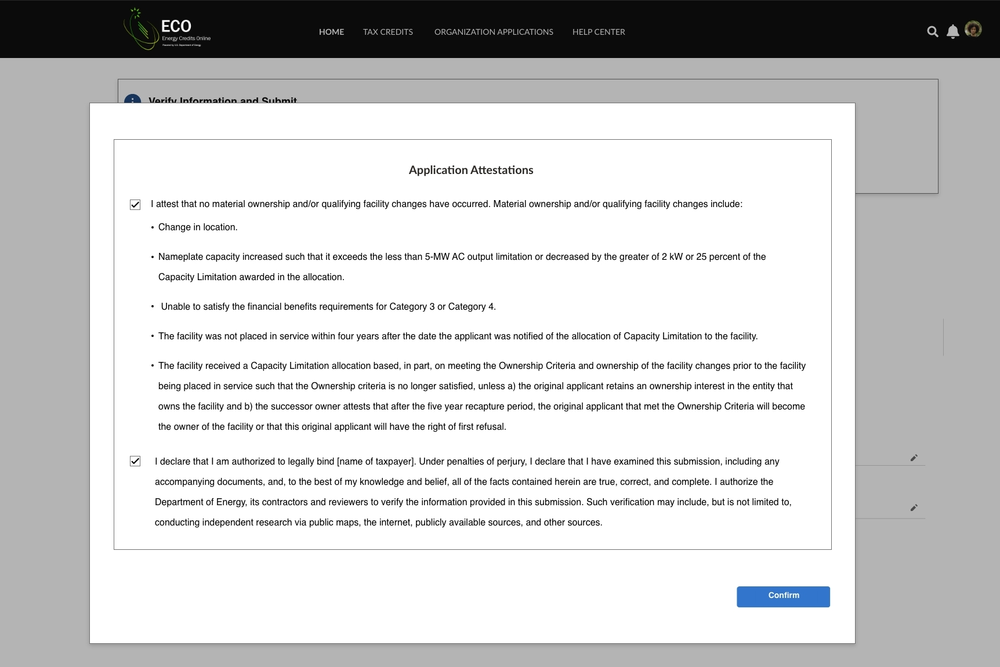 ECO
Energy Credits Online
Powered by U.S. Department of Energy
HOME
TAX CREDITS
ORGANIZATION APPLICATIONS
HELP CENTER
Verify Information and Submit
Application Attestations
I attest that no material ownership and/or qualifying facility changes have occurred. Material ownership and/or qualifying facility changes include:
• Change in location.
• Nameplate capacity increased such that it exceeds the less than 5-MW AC output limitation or decreased by the greater of 2 kW or 25 percent of the
Capacity Limitation awarded in the allocation.
• Unable to satisfy the financial benefits requirements for Category 3 or Category 4.
• The facility was not placed in service within four years after the date the applicant was notified of the allocation of Capacity Limitation to the facility.
• The facility received a Capacity Limitation allocation based, in part, on meeting the Ownership Criteria and ownership of the facility changes prior to the facility
being placed in service such that the Ownership criteria is no longer satisfied, unless a) the original applicant retains an ownership interest in the entity that
owns the facility and b) the successor owner attests that after the five year recapture period, the original applicant that met the Ownership Criteria will become
the owner of the facility or that this original applicant will have the right of first refusal.
I declare that I am authorized to legally bind [name of taxpayer]. Under penalties of perjury, I declare that I have examined this submission, including any
accompanying documents, and, to the best of my knowledge and belief, all of the facts contained herein are true, correct, and complete. I authorize the
Department of Energy, its contractors and reviewers to verify the information provided in this submission. Such verification may include, but is not limited to,
conducting independent research via public maps, the internet, publicly available sources, and other sources.
Confirm